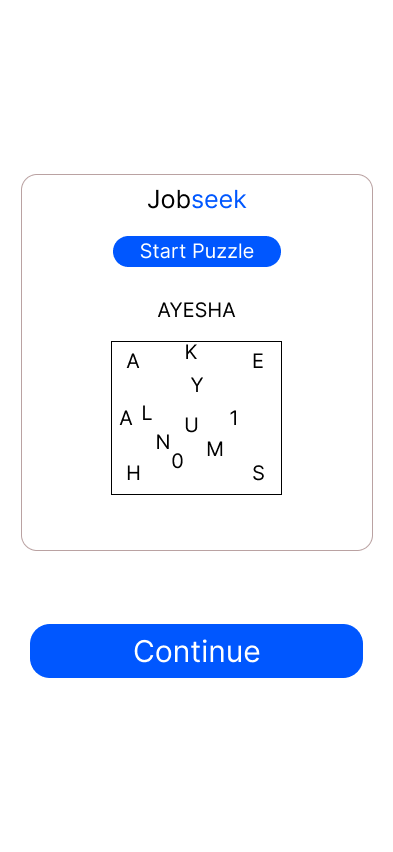 Jobseek
Start Puzzle
AYESHA
A K E
Y
A L U 1
N M
0
H S
Continue